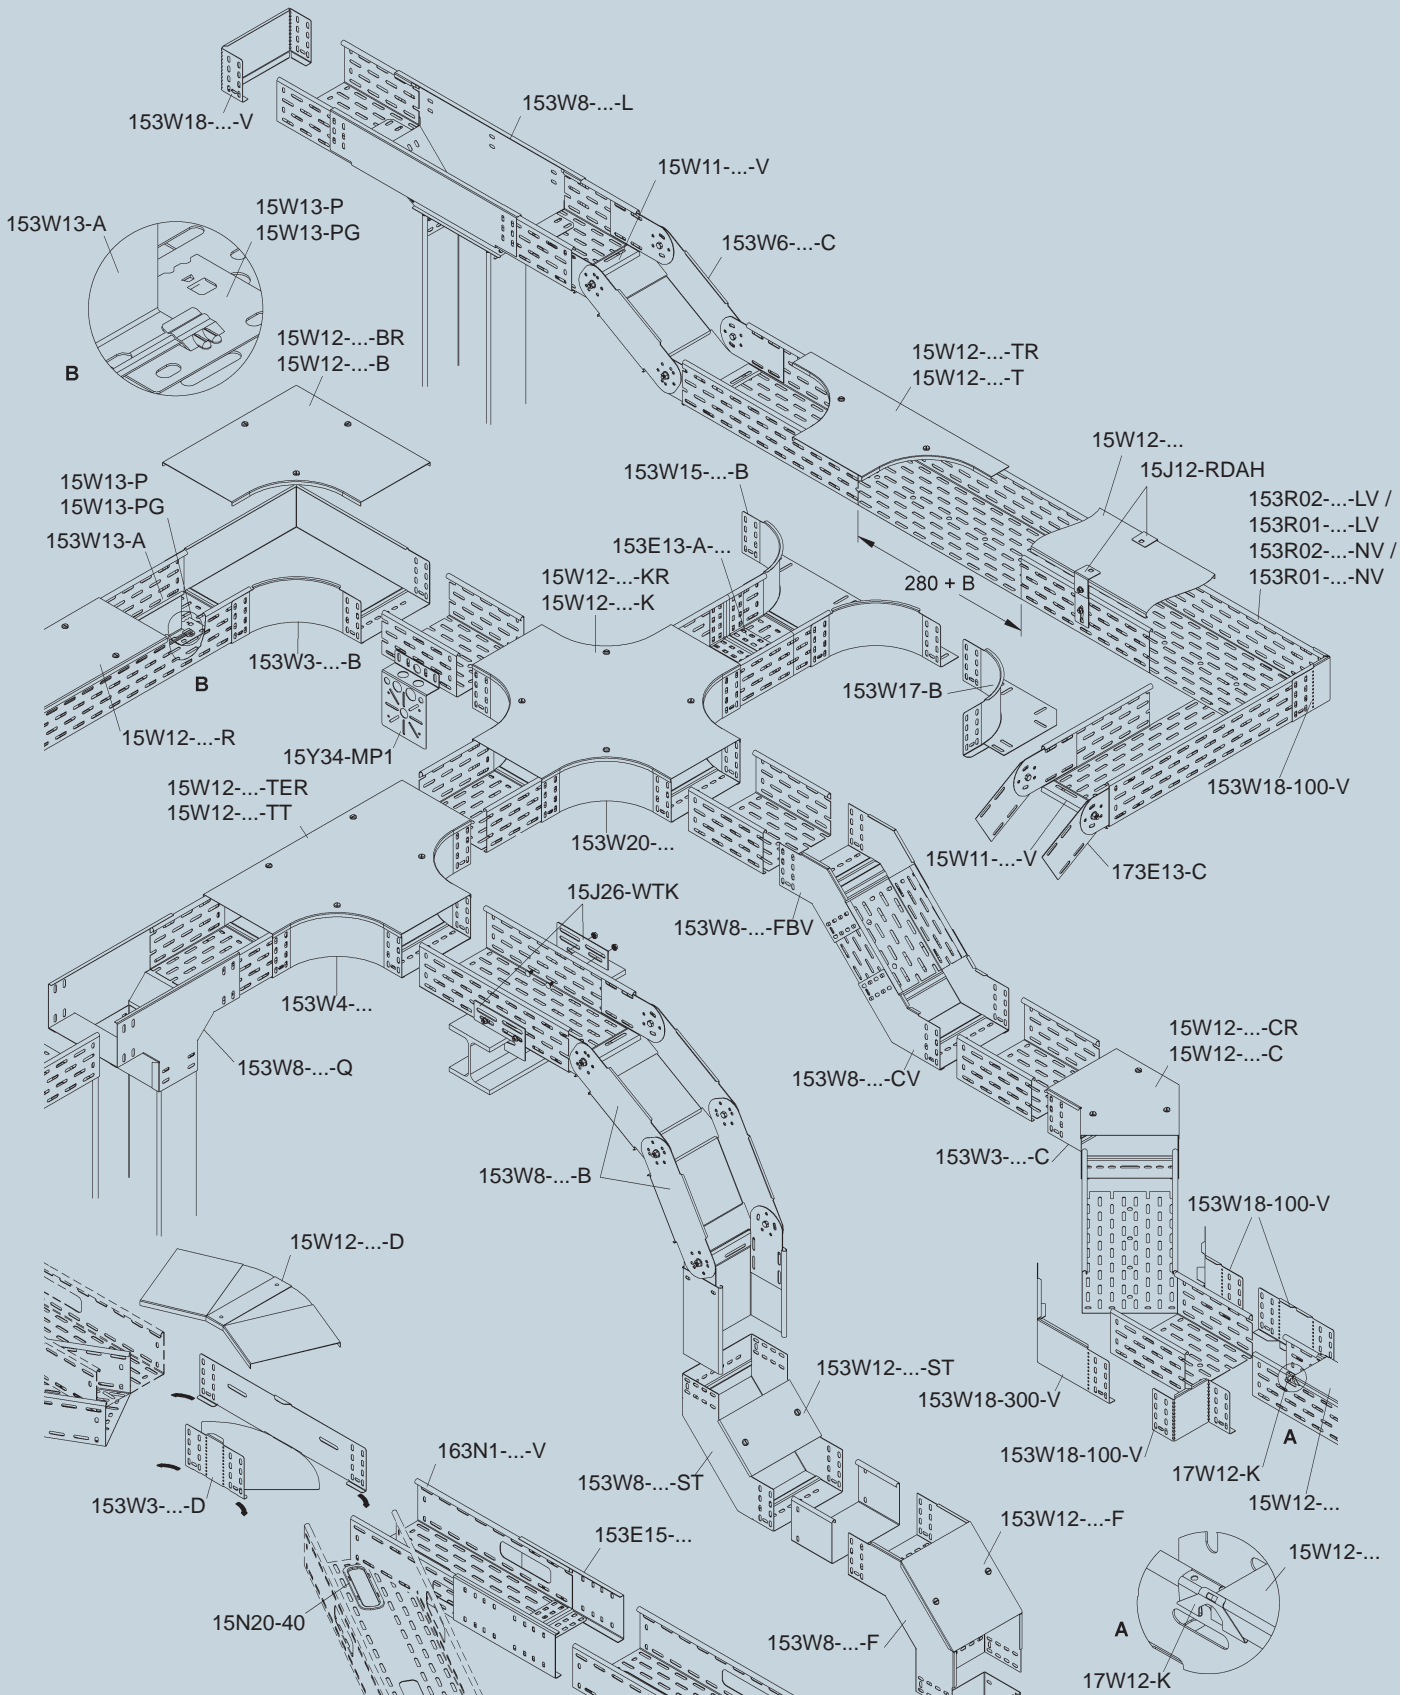 153W8-...-L
153W18-...-V
15W11-...-V
153W13-A
15W13-P
15W13-PG
153W6-...-C
15W12-...-BR
15W12-...-B
B
15W12-...-TR
15W12-...-T
15W12-...
15J12-RDAH
153W15-...-B
15W13-P
15W13-PG
153R02-...-LV /
153R01-...-LV
153R02-...-NV /
153R01-...-NV
153W13-A
153E13-A-...
15W12-...-KR
15W12-...-K
280 + B
153W3-...-B
B
153W17-B
15W12-...-R
15Y34-MP1
15W12-...-TER
15W12-...-TT
153W18-100-V
153W20-...
15W11-...-V
173E13-C
15J26-WTK
153W8-...-FBV
153W4-...
15W12-...-CR
15W12-...-C
153W8-...-Q
153W8-...-CV
153W3-...-C
153W8-...-B
153W18-100-V
15W12-...-D
153W12-...-ST
153W18-300-V
A
153W18-100-V
163N1-...-V
153W8-...-ST
17W12-K
153W3-...-D
15W12-...
153W12-...-F
153E15-...
15W12-...
15N20-40
A
153W8-...-F
17W12-K